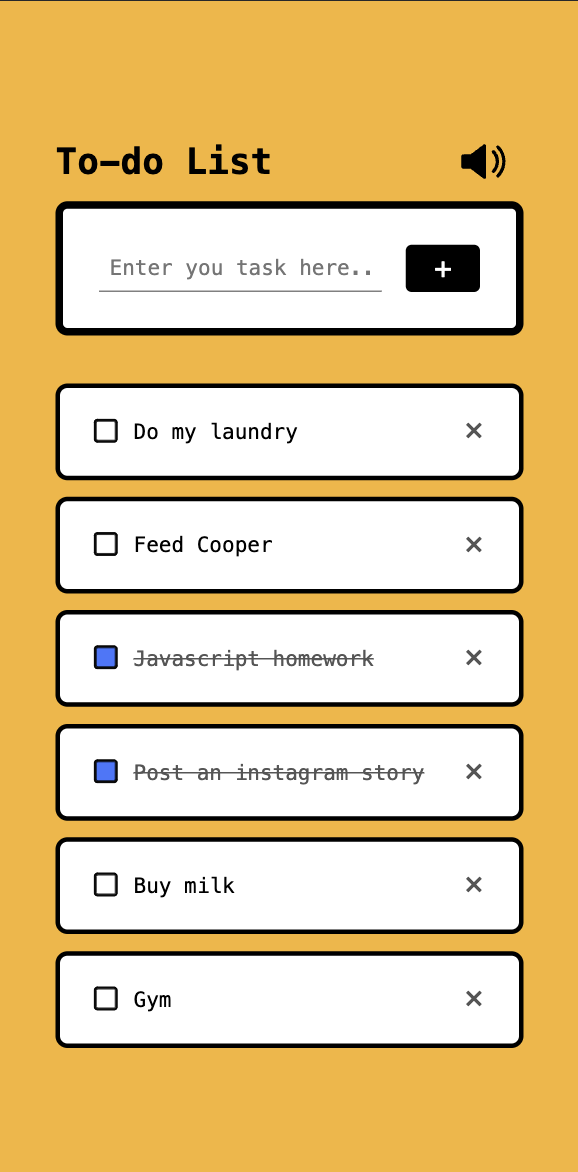 To-do List
Enter you task here..
+
Do my laundry
×
Feed Cooper
×
Javascript homework
×
Post an instagram story
×
Buy milk
×
Gym
×